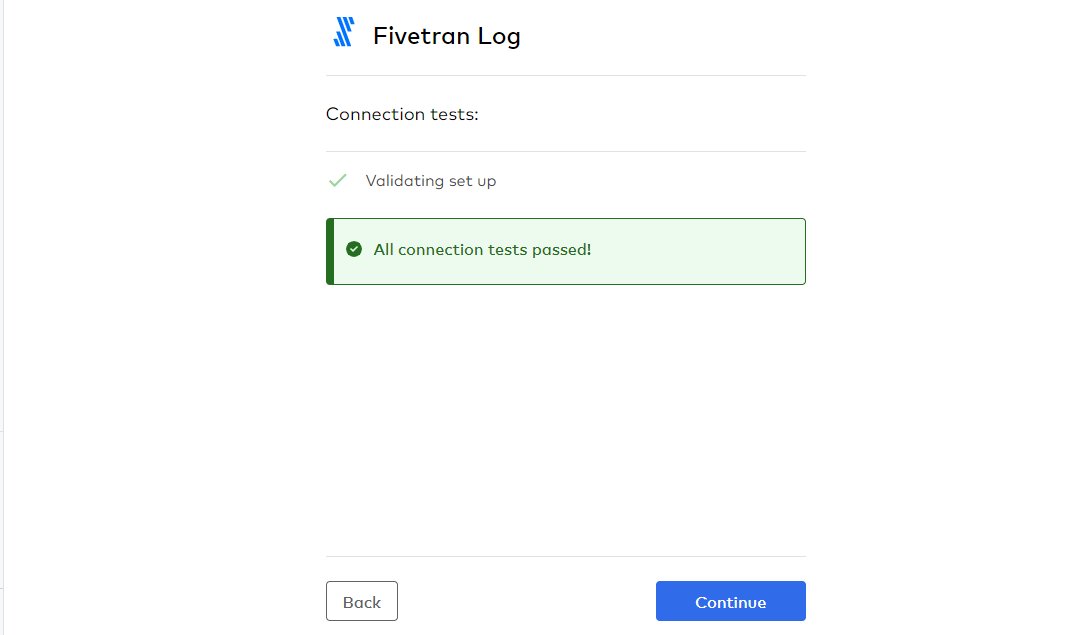 Fivetran Log
Connection tests:
Validating set up
All connection tests passed!
Back
Continue